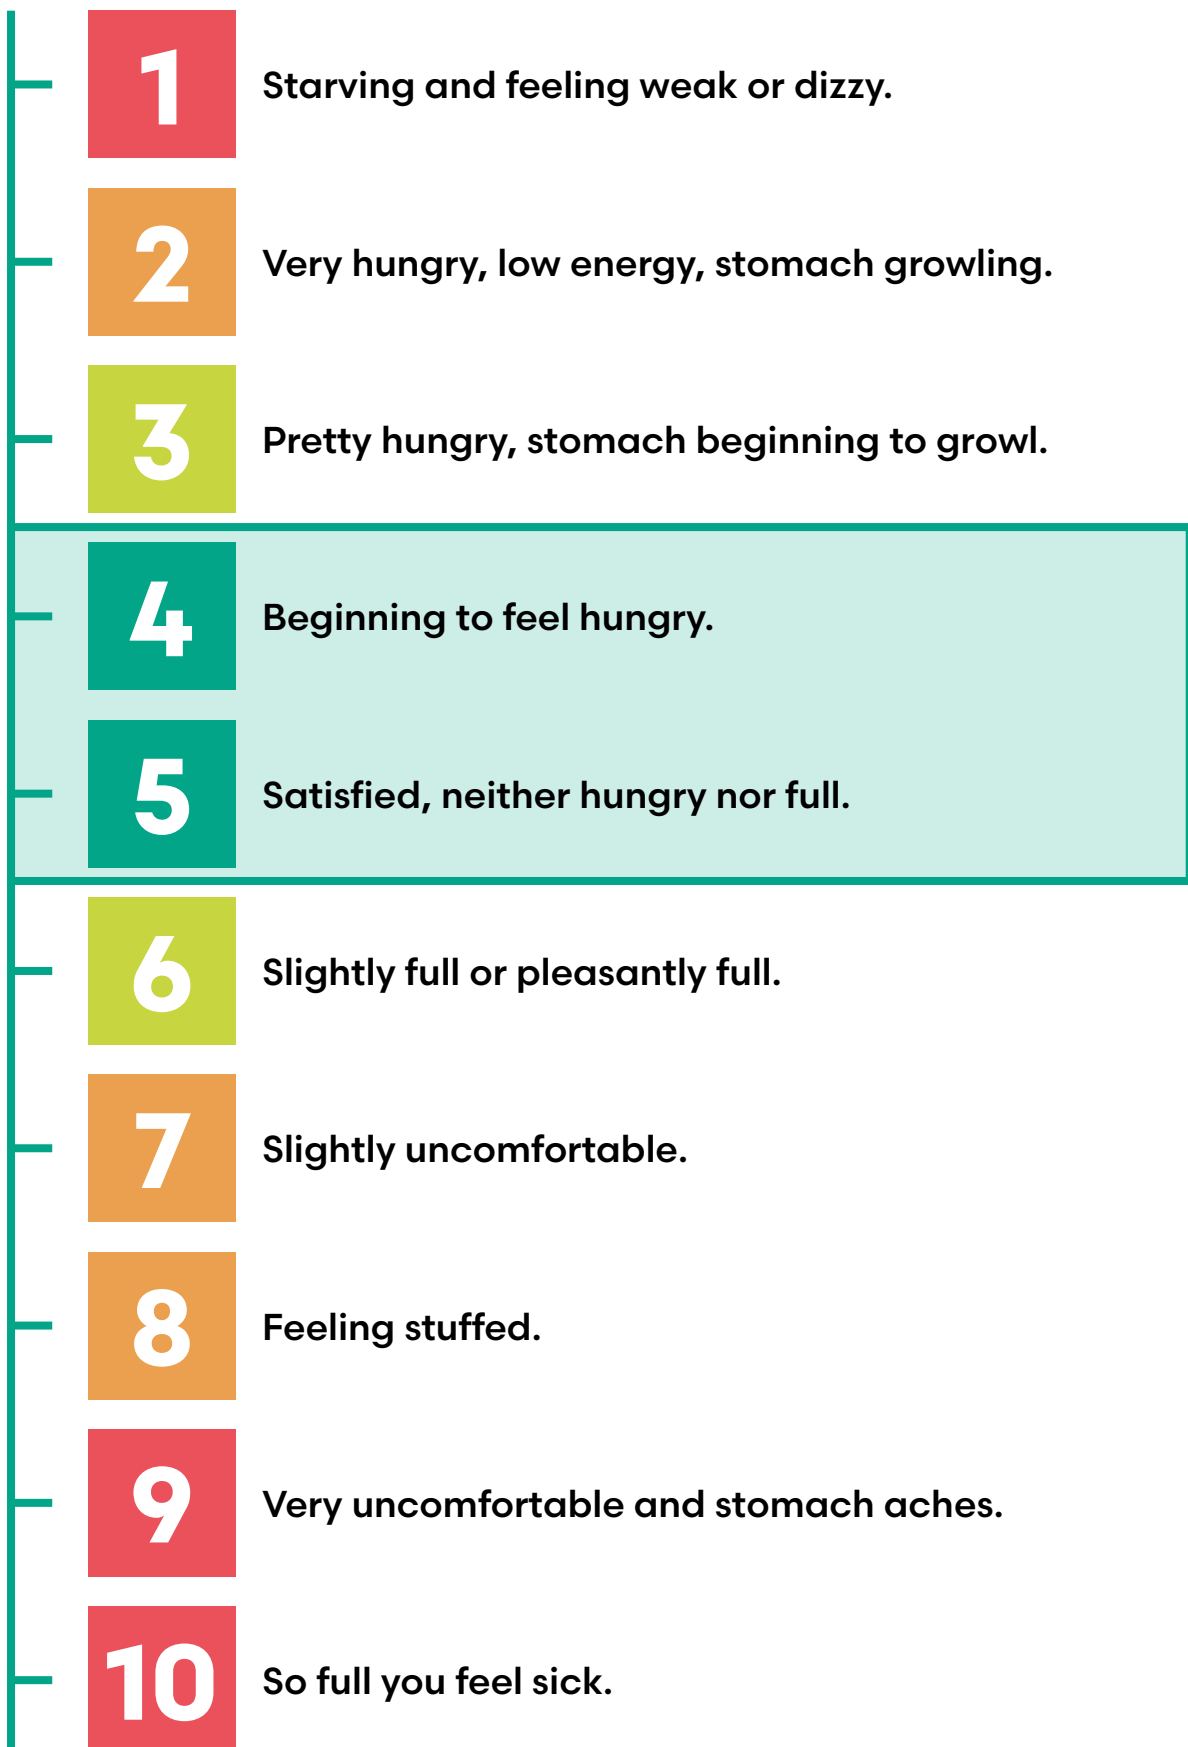 1 Starving and feeling weak or dizzy.
2 Very hungry, low energy, stomach growling.
3 Pretty hungry, stomach beginning to growl.
4 Beginning to feel hungry.
5 Satisfied, neither hungry nor full.
6 Slightly full or pleasantly full.
7 Slightly uncomfortable.
8 Feeling stuffed.
9 Very uncomfortable and stomach aches.
10 So full you feel sick.